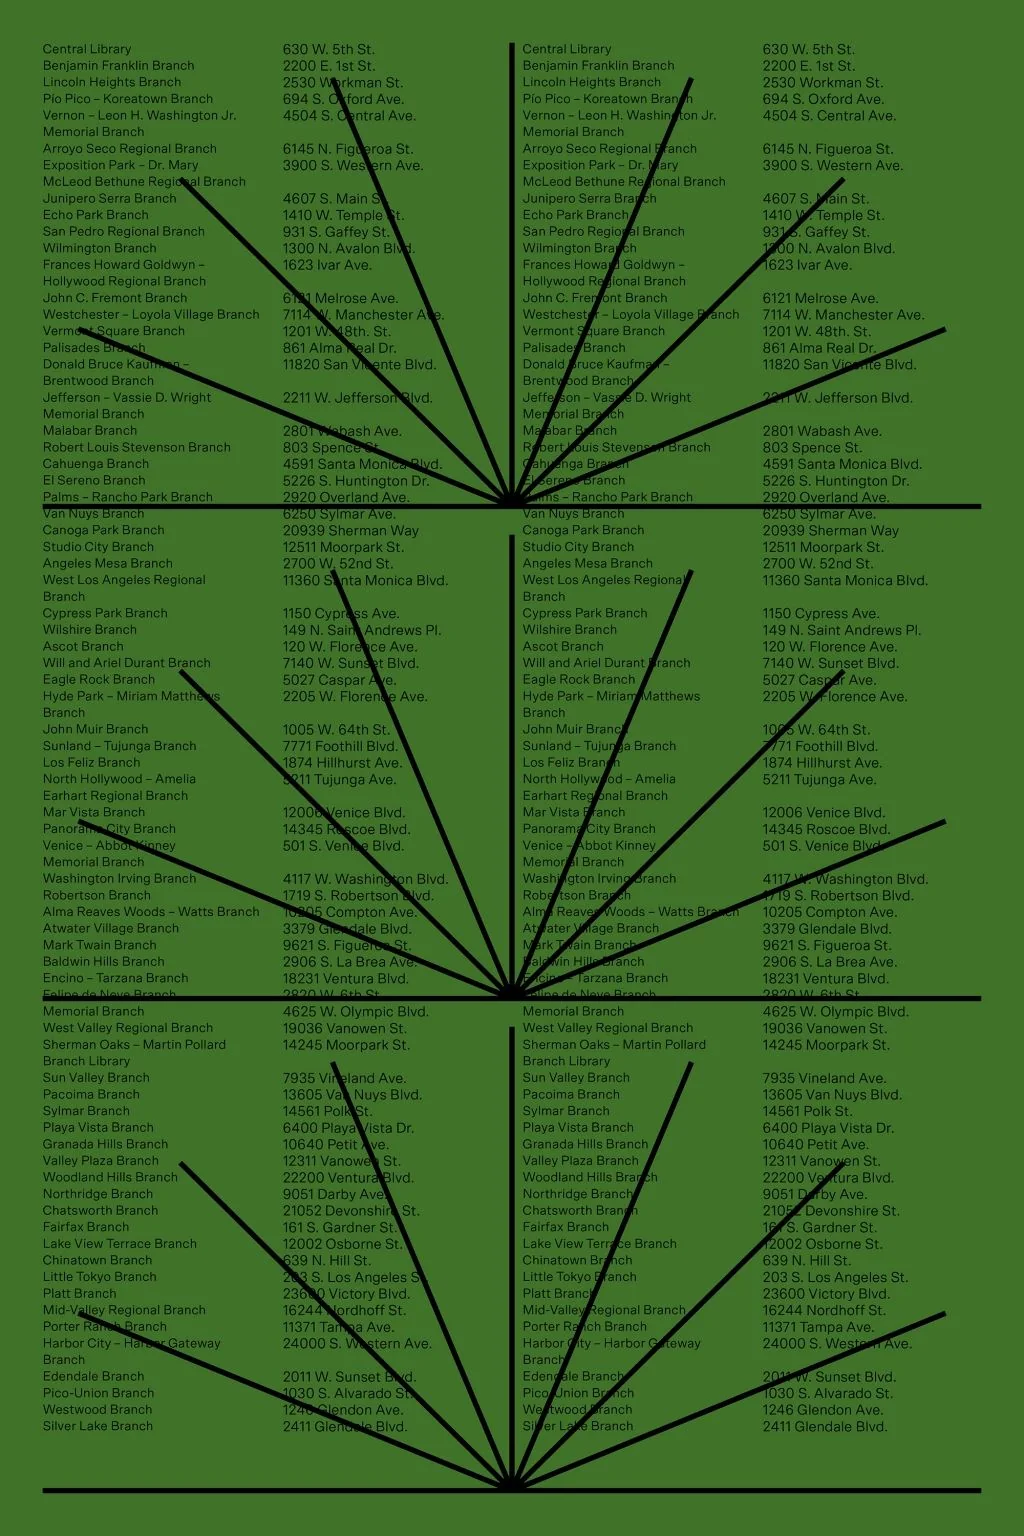 Central Library 630 W. 5th St.
Benjamin Franklin Branch 2200 E. 1st St.
Lincoln Heights Branch 2530 Workman St.
Pío Pico – Koreatown Branch 694 S. Oxford Ave.
Vernon – Leon H. Washington Jr. 4504 S. Central Ave.
Memorial Branch
Arroyo Seco Regional Branch 6145 N. Figueroa St.
Exposition Park – Dr. Mary 3900 S. Western Ave.
McLeod Bethune Regional Branch
Junipero Serra Branch 4607 S. Main St.
Echo Park Branch 1410 W. Temple St.
San Pedro Regional Branch 931 S. Gaffey St.
Wilmington Branch 1300 N. Avalon Blvd.
Frances Howard Goldwyn – 1623 Ivar Ave.
Hollywood Regional Branch
John C. Fremont Branch 6121 Melrose Ave.
Westchester – Loyola Village Branch 7114 W. Manchester Ave.
Vermont Square Branch 1201 W. 48th. St.
Palisades Branch 861 Alma Real Dr.
Donald Bruce Kaufman – 11820 San Vicente Blvd.
Brentwood Branch
Jefferson – Vassie D. Wright 2211 W. Jefferson Blvd.
Memorial Branch
Malabar Branch 2801 Wabash Ave.
Robert Louis Stevenson Branch 803 Spence St.
Cahuenga Branch 4591 Santa Monica Blvd.
El Sereno Branch 5226 S. Huntington Dr.
Palms – Rancho Park Branch 2920 Overland Ave.
Van Nuys Branch 6250 Sylmar Ave.
Canoga Park Branch 20939 Sherman Way
Studio City Branch 12511 Moorpark St.
Angeles Mesa Branch 2700 W. 52nd St.
West Los Angeles Regional 11360 Santa Monica Blvd.
Branch
Cypress Park Branch 1150 Cypress Ave.
Wilshire Branch 149 N. Saint Andrews Pl.
Ascot Branch 120 W. Florence Ave.
Will and Ariel Durant Branch 7140 W. Sunset Blvd.
Eagle Rock Branch 5027 Caspar Ave.
Hyde Park – Miriam Matthews 2205 W. Florence Ave.
Branch
John Muir Branch 1005 W. 64th St.
Sunland – Tujunga Branch 7771 Foothill Blvd.
Los Feliz Branch 1874 Hillhurst Ave.
North Hollywood – Amelia 5211 Tujunga Ave.
Earhart Regional Branch
Mar Vista Branch 12006 Venice Blvd.
Panorama City Branch 14345 Roscoe Blvd.
Venice – Abbot Kinney 501 S. Venice Blvd.
Memorial Branch
Washington Irving Branch 4117 W. Washington Blvd.
Robertson Branch 1719 S. Robertson Blvd.
Alma Reaves Woods – Watts Branch 10205 Compton Ave.
Atwater Village Branch 3379 Glendale Blvd.
Mark Twain Branch 9621 S. Figueroa St.
Baldwin Hills Branch 2906 S. La Brea Ave.
Encino – Tarzana Branch 18231 Ventura Blvd.
Felipe de Neve Branch 2820 W. 6th St.
Memorial Branch 4625 W. Olympic Blvd.
West Valley Regional Branch 19036 Vanowen St.
Sherman Oaks – Martin Pollard 14245 Moorpark St.
Branch Library
Sun Valley Branch 7935 Vineland Ave.
Pacoima Branch 13605 Van Nuys Blvd.
Sylmar Branch 14561 Polk St.
Playa Vista Branch 6400 Playa Vista Dr.
Granada Hills Branch 10640 Petit Ave.
Valley Plaza Branch 12311 Vanowen St.
Woodland Hills Branch 22200 Ventura Blvd.
Northridge Branch 9051 Darby Ave.
Chatsworth Branch 21052 Devonshire St.
Fairfax Branch 161 S. Gardner St.
Lake View Terrace Branch 12002 Osborne St.
Chinatown Branch 639 N. Hill St.
Little Tokyo Branch 203 S. Los Angeles St.
Platt Branch 23600 Victory Blvd.
Mid-Valley Regional Branch 16244 Nordhoff St.
Porter Ranch Branch 11371 Tampa Ave.
Harbor City – Harbor Gateway 24000 S. Western Ave.
Branch
Edendale Branch 2011 W. Sunset Blvd.
Pico-Union Branch 1030 S. Alvarado St.
Westwood Branch 1246 Glendon Ave.
Silver Lake Branch 2411 Glendale Blvd.
Central Library 630 W. 5th St.
Benjamin Franklin Branch 2200 E. 1st St.
Lincoln Heights Branch 2530 Workman St.
Pío Pico – Koreatown Branch 694 S. Oxford Ave.
Vernon – Leon H. Washington Jr. 4504 S. Central Ave.
Memorial Branch
Arroyo Seco Regional Branch 6145 N. Figueroa St.
Exposition Park – Dr. Mary 3900 S. Western Ave.
McLeod Bethune Regional Branch
Junipero Serra Branch 4607 S. Main St.
Echo Park Branch 1410 W. Temple St.
San Pedro Regional Branch 931 S. Gaffey St.
Wilmington Branch 1300 N. Avalon Blvd.
Frances Howard Goldwyn – 1623 Ivar Ave.
Hollywood Regional Branch
John C. Fremont Branch 6121 Melrose Ave.
Westchester – Loyola Village Branch 7114 W. Manchester Ave.
Vermont Square Branch 1201 W. 48th. St.
Palisades Branch 861 Alma Real Dr.
Donald Bruce Kaufman – 11820 San Vicente Blvd.
Brentwood Branch
Jefferson – Vassie D. Wright 2211 W. Jefferson Blvd.
Memorial Branch
Malabar Branch 2801 Wabash Ave.
Robert Louis Stevenson Branch 803 Spence St.
Cahuenga Branch 4591 Santa Monica Blvd.
El Sereno Branch 5226 S. Huntington Dr.
Palms – Rancho Park Branch 2920 Overland Ave.
Van Nuys Branch 6250 Sylmar Ave.
Canoga Park Branch 20939 Sherman Way
Studio City Branch 12511 Moorpark St.
Angeles Mesa Branch 2700 W. 52nd St.
West Los Angeles Regional 11360 Santa Monica Blvd.
Branch
Cypress Park Branch 1150 Cypress Ave.
Wilshire Branch 149 N. Saint Andrews Pl.
Ascot Branch 120 W. Florence Ave.
Will and Ariel Durant Branch 7140 W. Sunset Blvd.
Eagle Rock Branch 5027 Caspar Ave.
Hyde Park – Miriam Matthews 2205 W. Florence Ave.
Branch
John Muir Branch 1005 W. 64th St.
Sunland – Tujunga Branch 7771 Foothill Blvd.
Los Feliz Branch 1874 Hillhurst Ave.
North Hollywood – Amelia 5211 Tujunga Ave.
Earhart Regional Branch
Mar Vista Branch 12006 Venice Blvd.
Panorama City Branch 14345 Roscoe Blvd.
Venice – Abbot Kinney 501 S. Venice Blvd.
Memorial Branch
Washington Irving Branch 4117 W. Washington Blvd.
Robertson Branch 1719 S. Robertson Blvd.
Alma Reaves Woods – Watts Branch 10205 Compton Ave.
Atwater Village Branch 3379 Glendale Blvd.
Mark Twain Branch 9621 S. Figueroa St.
Baldwin Hills Branch 2906 S. La Brea Ave.
Encino – Tarzana Branch 18231 Ventura Blvd.
Felipe de Neve Branch 2820 W. 6th St.
Memorial Branch 4625 W. Olympic Blvd.
West Valley Regional Branch 19036 Vanowen St.
Sherman Oaks – Martin Pollard 14245 Moorpark St.
Branch Library
Sun Valley Branch 7935 Vineland Ave.
Pacoima Branch 13605 Van Nuys Blvd.
Sylmar Branch 14561 Polk St.
Playa Vista Branch 6400 Playa Vista Dr.
Granada Hills Branch 10640 Petit Ave.
Valley Plaza Branch 12311 Vanowen St.
Woodland Hills Branch 22200 Ventura Blvd.
Northridge Branch 9051 Darby Ave.
Chatsworth Branch 21052 Devonshire St.
Fairfax Branch 161 S. Gardner St.
Lake View Terrace Branch 12002 Osborne St.
Chinatown Branch 639 N. Hill St.
Little Tokyo Branch 203 S. Los Angeles St.
Platt Branch 23600 Victory Blvd.
Mid-Valley Regional Branch 16244 Nordhoff St.
Porter Ranch Branch 11371 Tampa Ave.
Harbor City – Harbor Gateway 24000 S. Western Ave.
Branch
Edendale Branch 2011 W. Sunset Blvd.
Pico-Union Branch 1030 S. Alvarado St.
Westwood Branch 1246 Glendon Ave.
Silver Lake Branch 2411 Glendale Blvd.